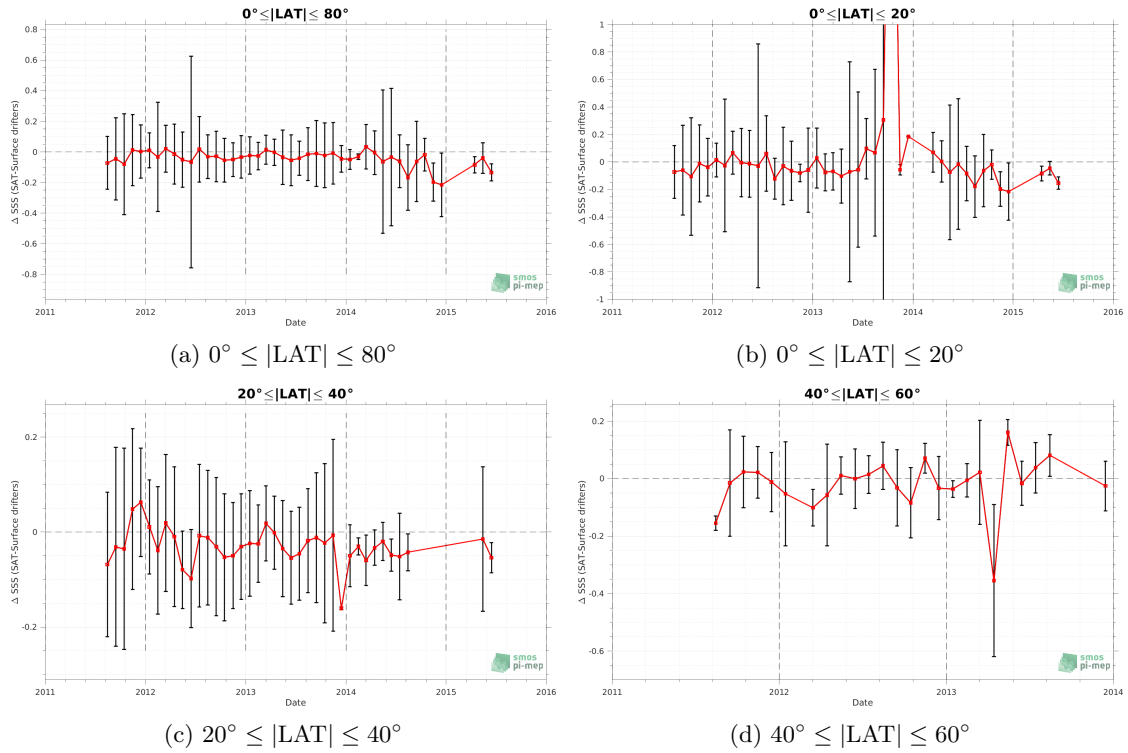 0°≤|LAT|≤ 80°
Δ SSS (SAT-Surface drifters)
0.8
0.6
0.4
0.2
0
-0.2
-0.4
-0.6
-0.8
2011 2012 2013 2014 2015 2016
Date
smos
pi-mep
(a) 0° ≤ |LAT| ≤ 80°
0°≤|LAT|≤ 20°
Δ SSS (SAT-Surface drifters)
1
0.8
0.6
0.4
0.2
0
-0.2
-0.4
-0.6
-0.8
-1
2011 2012 2013 2014 2015 2016
Date
smos
pi-mep
(b) 0° ≤ |LAT| ≤ 20°
20°≤|LAT|≤ 40°
Δ SSS (SAT-Surface drifters)
0.2
0
-0.2
2011 2012 2013 2014 2015 2016
Date
smos
pi-mep
(c) 20° ≤ |LAT| ≤ 40°
40°≤|LAT|≤ 60°
Δ SSS (SAT-Surface drifters)
0.2
0
-0.2
-0.4
-0.6
2011 2012 2013 2014
Date
smos
pi-mep
(d) 40° ≤ |LAT| ≤ 60°